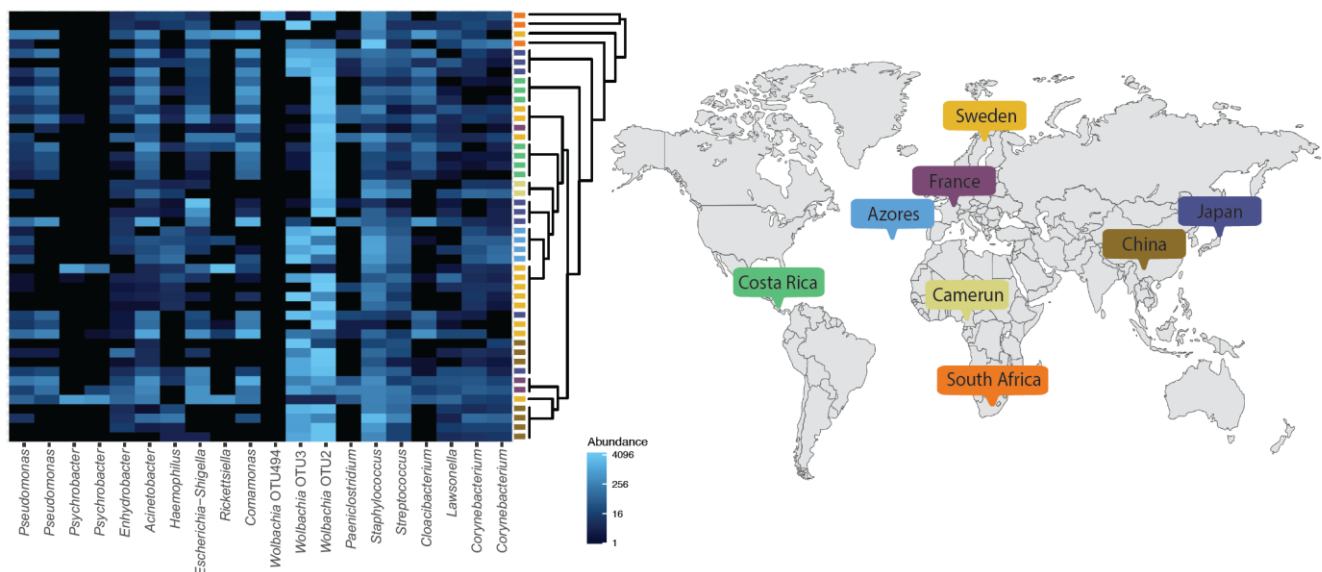 Pseudomonas
Pseudomonas
Psychrobacter
Psychrobacter
Enhydrobacter
Acinetobacter
Haemophilus
Escherichia-Shigella
Rickettsiella
Comamonas
Wolbachia OTU494
Wolbachia OTU3
Wolbachia OTU2
Paeniclostridium
Staphylococcus
Streptococcus
Cloacibacterium
Lawsonella
Corynebacterium
Corynebacterium
Abundance
4096
256
16
1
Sweden
France
Azores
Japan
China
Costa Rica
Camerun
South Africa